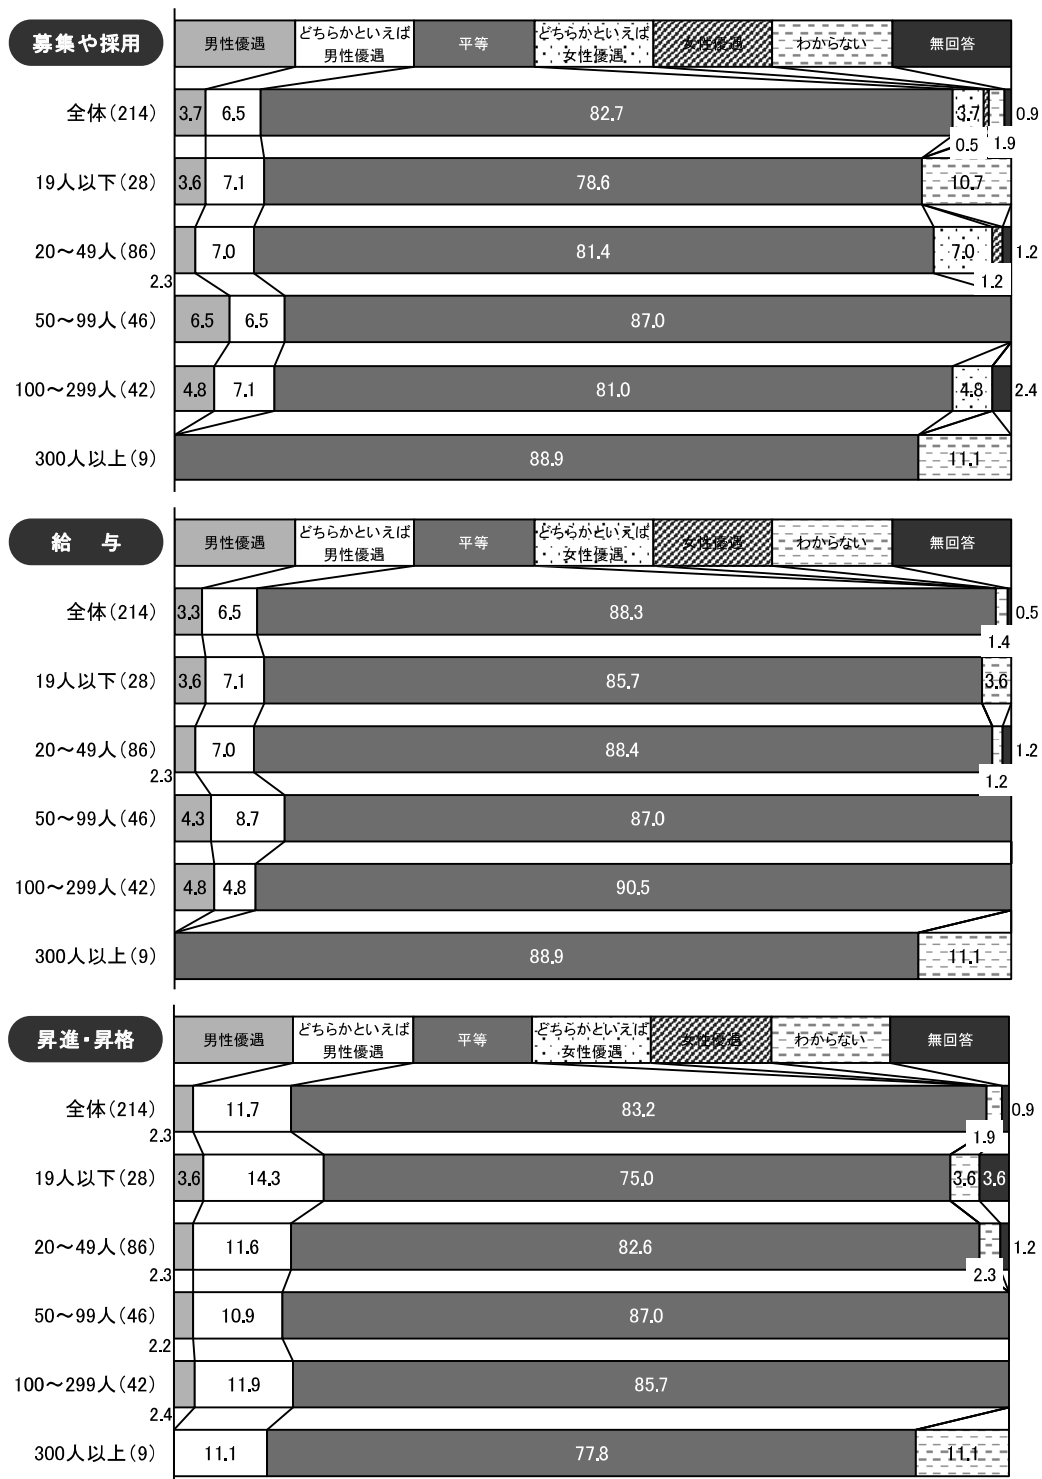 募集や採用
男性優遇
どちらかといえば
男性優遇
平等
どちらかといえば
女性優遇
女性優遇
わからない
無回答
全体(214) 3.7 6.5 82.7 3.7 0.9
0.5 1.9
19人以下(28) 3.6 7.1 78.6 10.7
20～49人(86) 7.0 81.4 7.0 1.2
2.3 1.2
50～99人(46) 6.5 6.5 87.0
100～299人(42) 4.8 7.1 81.0 4.8 2.4
300人以上(9) 88.9 11.1
給 与
男性優遇
どちらかといえば
男性優遇
平等
どちらかといえば
女性優遇
女性優遇
わからない
無回答
全体(214) 3.3 6.5 88.3 0.5
1.4
19人以下(28) 3.6 7.1 85.7 3.6
20～49人(86) 7.0 88.4 1.2
2.3 1.2
50～99人(46) 4.3 8.7 87.0
100～299人(42) 4.8 4.8 90.5
300人以上(9) 88.9 11.1
昇進・昇格
男性優遇
どちらかといえば
男性優遇
平等
どちらかといえば
女性優遇
女性優遇
わからない
無回答
全体(214) 11.7 83.2 0.9
2.3 1.9
19人以下(28) 3.6 14.3 75.0 3.6 3.6
20～49人(86) 11.6 82.6 1.2
2.3 2.3
50～99人(46) 10.9 87.0
2.2
100～299人(42) 11.9 85.7
2.4
300人以上(9) 11.1 77.8 11.1